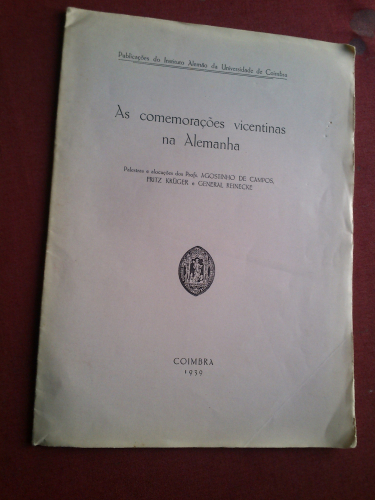 Publicações do Instituto Alemão da Universidade de Coimbra
As comemorações vicentinas
na Alemanha
Palestras e alocuções dos Profs. AGOSTINHO DE CAMPOS,
FRITZ KRÜGER e GENERAL REINECKE
COIMBRA
1939